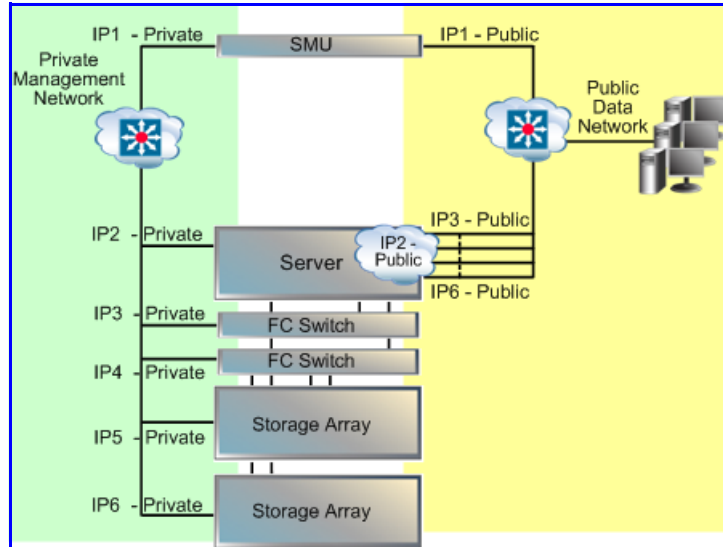 IP1 - Private
SMU
IP1 - Public
Private
Management
Network
Public
Data
Network
IP2 - Private
Server
IP2 -
Public
IP3 - Public
IP6 - Public
IP3 - Private
FC Switch
FC Switch
IP4 - Private
Storage Array
IP5 - Private
IP6 - Private
Storage Array